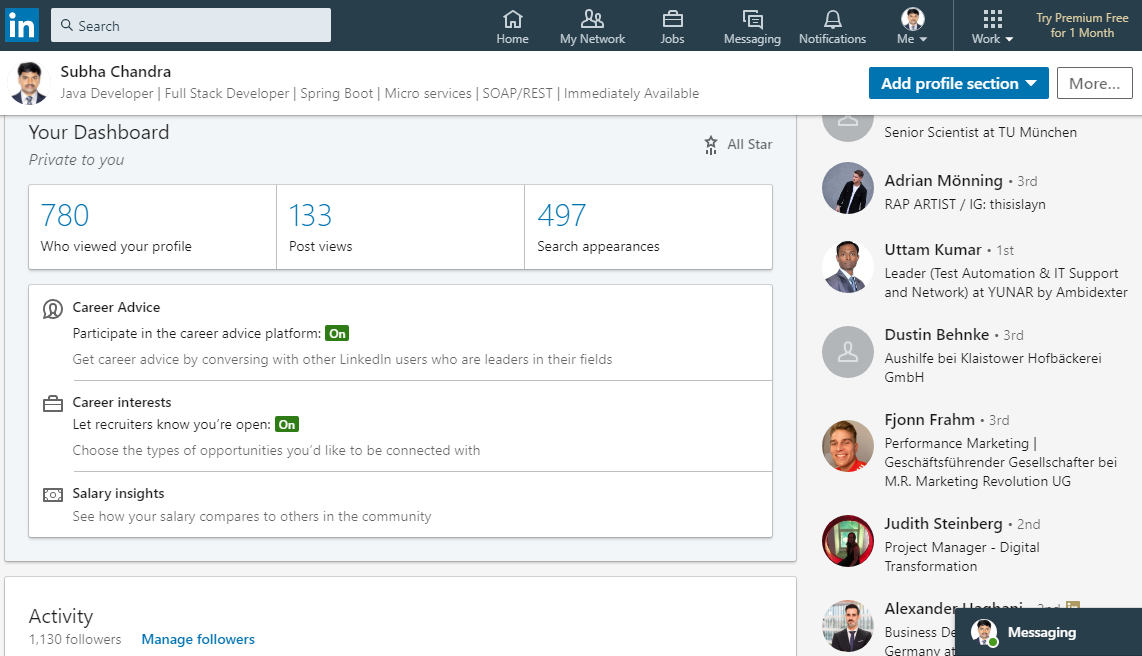 in
Search
Home
My Network
Jobs
Messaging
Notifications
Me
Work
Try Premium Free
for 1 Month
Subha Chandra
Java Developer | Full Stack Developer | Spring Boot | Micro services | SOAP/REST | Immediately Available
Add profile section
More...
Your Dashboard
Private to you
All Star
780
Who viewed your profile
133
Post views
497
Search appearances
Career Advice
Participate in the career advice platform: On
Get career advice by conversing with other LinkedIn users who are leaders in their fields
Career interests
Let recruiters know you're open: On
Choose the types of opportunities you'd like to be connected with
Salary insights
See how your salary compares to others in the community
Activity
1,130 followers
Manage followers
Senior Scientist at TU München
Adrian Mönning • 3rd
RAP ARTIST / IG: thisislayn
Uttam Kumar • 1st
Leader (Test Automation & IT Support
and Network) at YUNAR by Ambidexter
Dustin Behnke • 3rd
Aushilfe bei Klaistower Hofbäckerei
GmbH
Fjonn Frahm • 3rd
Performance Marketing |
Geschäftsführender Gesellschafter bei
M.R. Marketing Revolution UG
Judith Steinberg • 2nd
Project Manager - Digital
Transformation
Alexander
Business
Germany at
Messaging